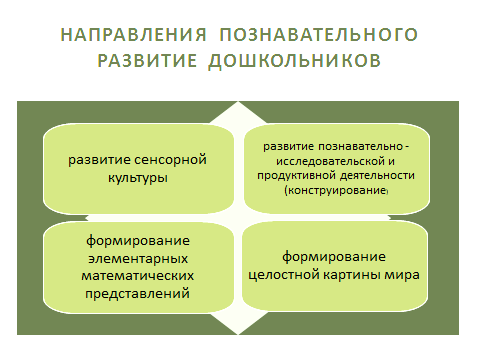 НАПРАВЛЕНИЯ ПОЗНАВАТЕЛЬНОГО
РАЗВИТИЕ ДОШКОЛЬНИКОВ
развитие сенсорной
культуры
развитие познавательно -
исследовательской и
продуктивной деятельности
(конструирование)
формирование
элементарных
математических
представлений
формирование
целостной картины мира